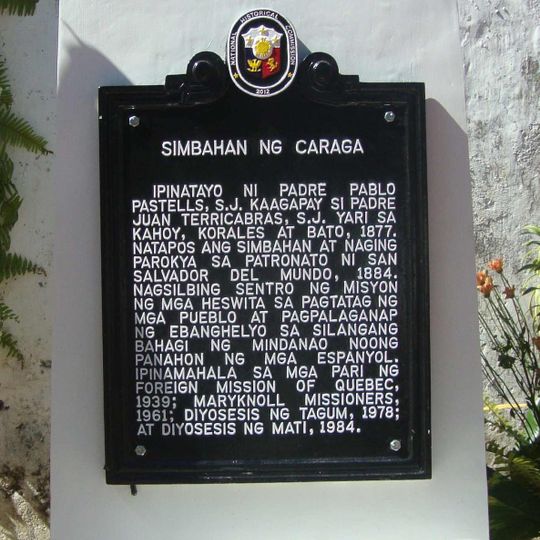 NATIONAL HISTORICAL COMMISSION
2012
SIMBAHAN NG CARAGA
IPINATAYO NI PADRE PABLO
PASTELLS, S.J. KAAGAPAY SI PADRE
JUAN TERRICABRAS, S.J. YARI SA
KAHOY, KORALES AT BATO, 1877.
NATAPOS ANG SIMBAHAN AT NAGING
PAROKYA SA PATRONATO NI SAN
SALVADOR DEL MUNDO, 1884.
NAGSILBING SENTRO NG MISYON
NG MGA HESWITA SA PAGTATAG NG
MGA PUEBLO AT PAGPALAGANAP
NG EBANGHELYO SA SILANGANG
BAHAGI NG MINDANAO NOONG
PANAHON NG MGA ESPANYOL.
IPINAMAHALA SA MGA PARI NG
FOREIGN MISSION OF QUEBEC,
1939; MARYKNOLL MISSIONERS,
1961; DIYOSESIS NG TAGUM, 1978;
AT DIYOSESIS NG MATI, 1984.